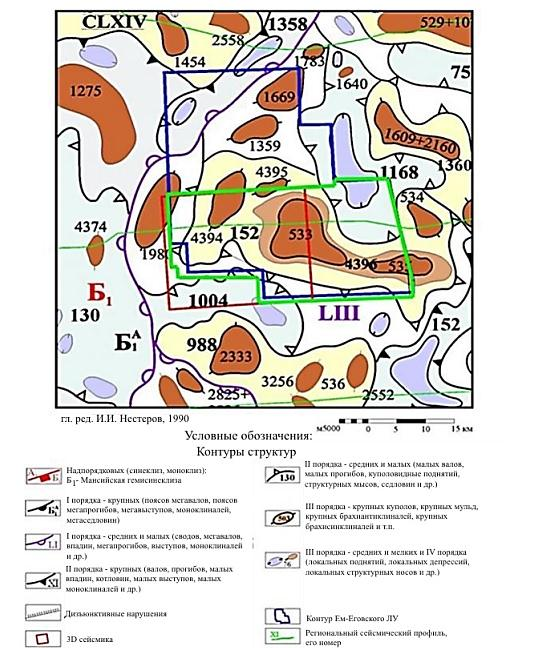 CLXIV
1358
529+10
2558
1454
1783
75
1275
1669
1640
1359
1609+2160
1360
1168
4395
534
4374
4394
152
533
198
4396
53
Б₁
1004
LIII
130
Б₁ᴬ
988
152
2333
3256
536
2552
2825+
гл. ред. И.И. Нестеров, 1990
м5000 0 5 10 15 км
Условные обозначения:
Контуры структур
Надпорядковых (синеклиз, моноклиз):
Б₁- Мансийская гемисинеклиза
I порядка - крупных (поясов мегавалов, поясов
мегапрогибов, мегавыступов, моноклиналей,
мегаседловин)
LI
I порядка - средних и малых (сводов, мегавалов,
впадин, мегапрогибов, выступов, моноклиналей
и др.)
XI
II порядка - крупных (валов, прогибов, малых
впадин, котловин, малых выступов, малых
моноклиналей и др.)
Дизъюнктивные нарушения
3D сейсмика
130
II порядка - средних и малых (малых валов,
малых прогибов, куполовидных поднятий,
структурных мысов, седловин и др.)
III порядка - крупных куполов, крупных мульд,
крупных брахиантиклиналей, крупных
брахисинклиналей и т.п.
76
III порядка - средних и мелких и IV порядка
(локальных поднятий, локальных депрессий,
локальных структурных носов и др.)
Контур Ем-Еговского ЛУ
XI
Региональный сейсмический профиль,
его номер